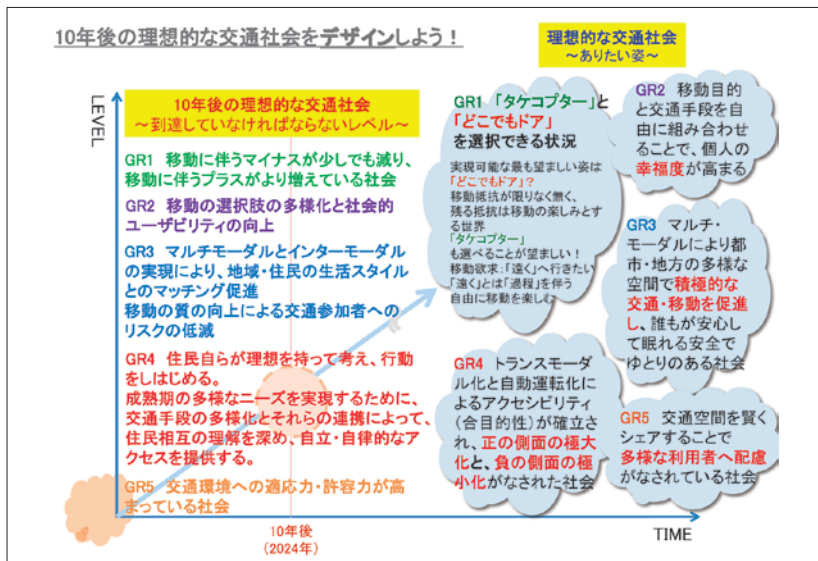 10年後の理想的な交通社会をデザインしよう！
理想的な交通社会
～ありたい姿～
LEVEL
10年後の理想的な交通社会
～到達していなければならないレベル～
GR1 移動に伴うマイナスが少しでも減り、
移動に伴うプラスがより増えている社会
GR2 移動の選択肢の多様化と社会的
ユーザビリティの向上
GR3 マルチモーダルとインターモーダル
の実現により、地域・住民の生活スタイル
とのマッチング促進
移動の質の向上による交通参加者への
リスクの低減
GR4 住民自らが理想を持って考え、行動
をしはじめる。
成熟期の多様なニーズを実現するために、
交通手段の多様化とそれらの連携によって、
住民相互の理解を深め、自立・自律的な
アクセスを提供する。
GR5 交通環境への適応力・許容力が高
まっている社会
10年後
（2024年）
TIME
GR1 「タケコプター」と
「どこでもドア」
を選択できる状況
実現可能な最も望ましい姿は
「どこでもドア」？
移動抵抗が限りなく無く、
残る抵抗は移動の楽しみとす
る世界
「タケコプター」
も選べることが望ましい！
移動欲求：「遠く」へ行きたい
「遠く」とは「過程」を伴う
自由に移動を楽しむ
GR2 移動目的
と交通手段を自
由に組み合わせ
ることで、個人の
幸福度が高まる
GR3 マルチ・
モーダルにより都
市・地方の多様な
空間で積極的な
交通・移動を促進
し、誰もが安心して
眠れる安全で
ゆとりのある社会
GR4 トランスモーダ
ル化と自動運転化に
よるアクセシビリティ
（合目的性）が確立さ
れ、正の側面の極大
化と、負の側面の極
小化がなされた社会
GR5 交通空間を賢く
シェアすることで
多様な利用者へ配慮
がなされている社会